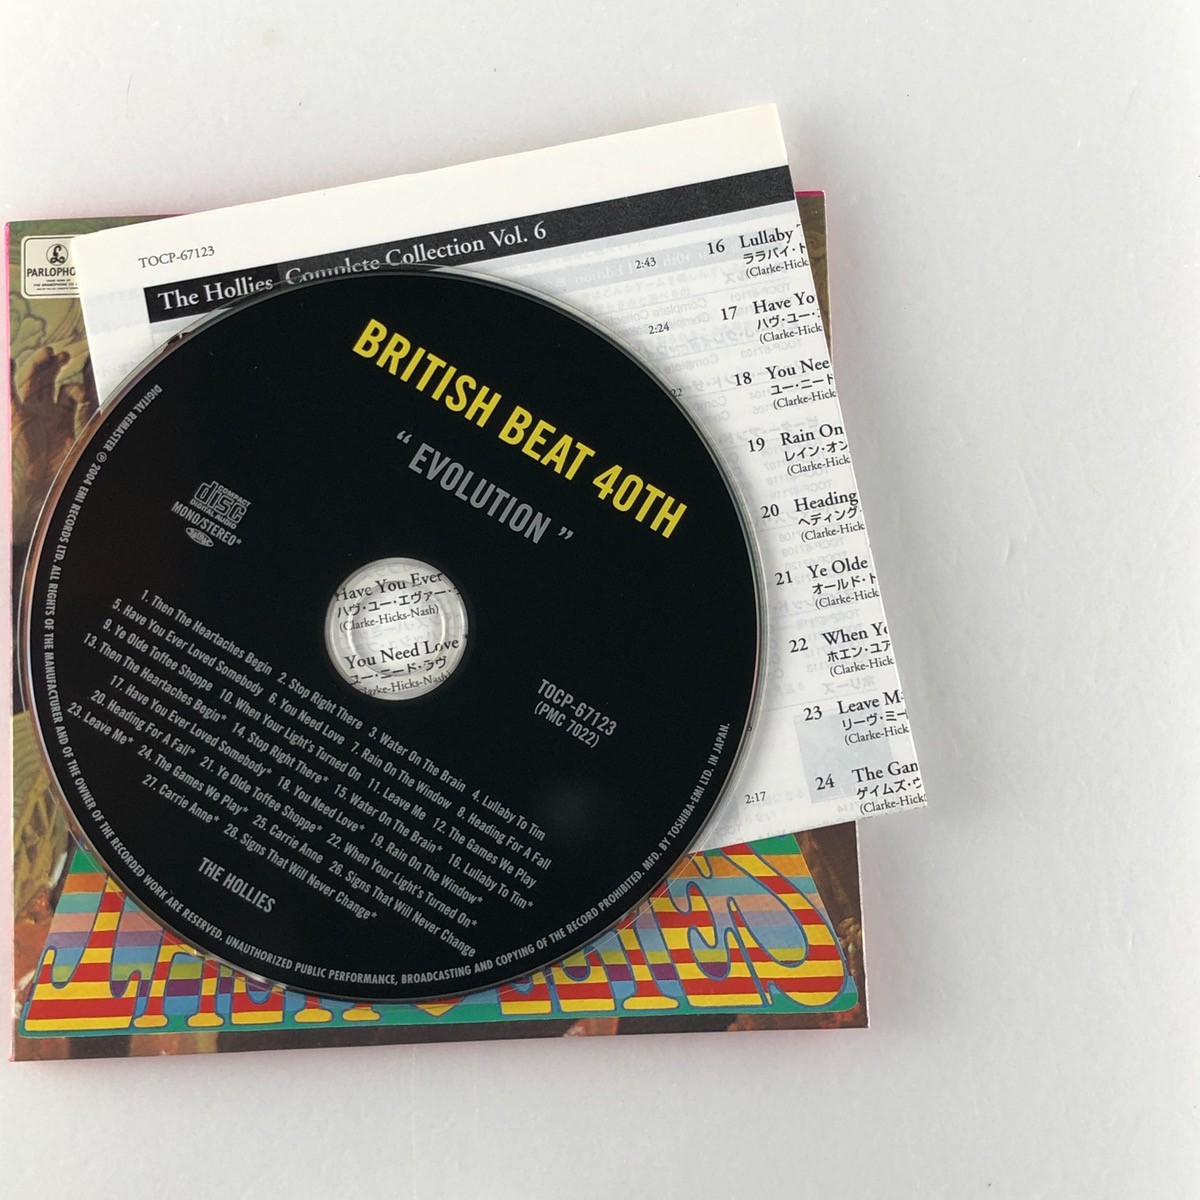 PARLOPHO
TOCP-67123
The Hollies Complete Collection Vol. 6
2:43
2:24
2:17
16 Lullaby
ララバイ・ト
(Clarke-Hick
17 Have Yo
ハヴ・ユー・
(Clarke-Hick
18 You Nee
ユー・ニード
(Clarke-Hick
19 Rain On
レイン・オン
(Clarke-Hick
20 Heading
ヘディング
(Clarke-Hick
21 Ye Olde
オールド・ト
(Clarke-Hick
22 When Yo
ホエン・ユア
(Clarke-Hick
23 Leave M
リーヴ・ミー
(Clarke-Hick
24 The Gam
ゲイムズ・ウ
(Clarke-Hicks
BRITISH BEAT 40TH
“ EVOLUTION ”
COMPACT
disc
DIGITAL AUDIO
MONO/STEREO*
Have You Ever
ハヴ・ユー・エヴァー・
(Clarke-Hicks-Nash)
You Need Love
ユー・ニード・ラヴ
(Clarke-Hicks-Nash)
TOCP-67123
(PMC 7022)
1. Then The Heartaches Begin 2. Stop Right There 3. Water On The Brain 4. Lullaby To Tim
5. Have You Ever Loved Somebody 6. You Need Love 7. Rain On The Window 8. Heading For A Fall
9. Ye Olde Toffee Shoppe 10. When Your Light's Turned On 11. Leave Me 12. The Games We Play
13. Then The Heartaches Begin* 14. Stop Right There* 15. Water On The Brain* 16. Lullaby To Tim*
17. Have You Ever Loved Somebody* 18. You Need Love* 19. Rain On The Window*
20. Heading For A Fall* 21. Ye Olde Toffee Shoppe* 22. When Your Light's Turned On*
23. Leave Me* 24. The Games We Play* 25. Carrie Anne 26. Signs That Will Never Change
27. Carrie Anne* 28. Signs That Will Never Change*
THE HOLLIES
DIGITAL REMASTER ℗ 2004 EMI RECORDS LTD. ALL RIGHTS OF THE MANUFACTURER AND OF THE OWNER OF THE RECORDED WORK ARE RESERVED. UNAUTHORIZED PUBLIC PERFORMANCE, BROADCASTING AND COPYING OF THE RECORD PROHIBITED. MFD. BY TOSHIBA-EMI LTD. IN JAPAN.